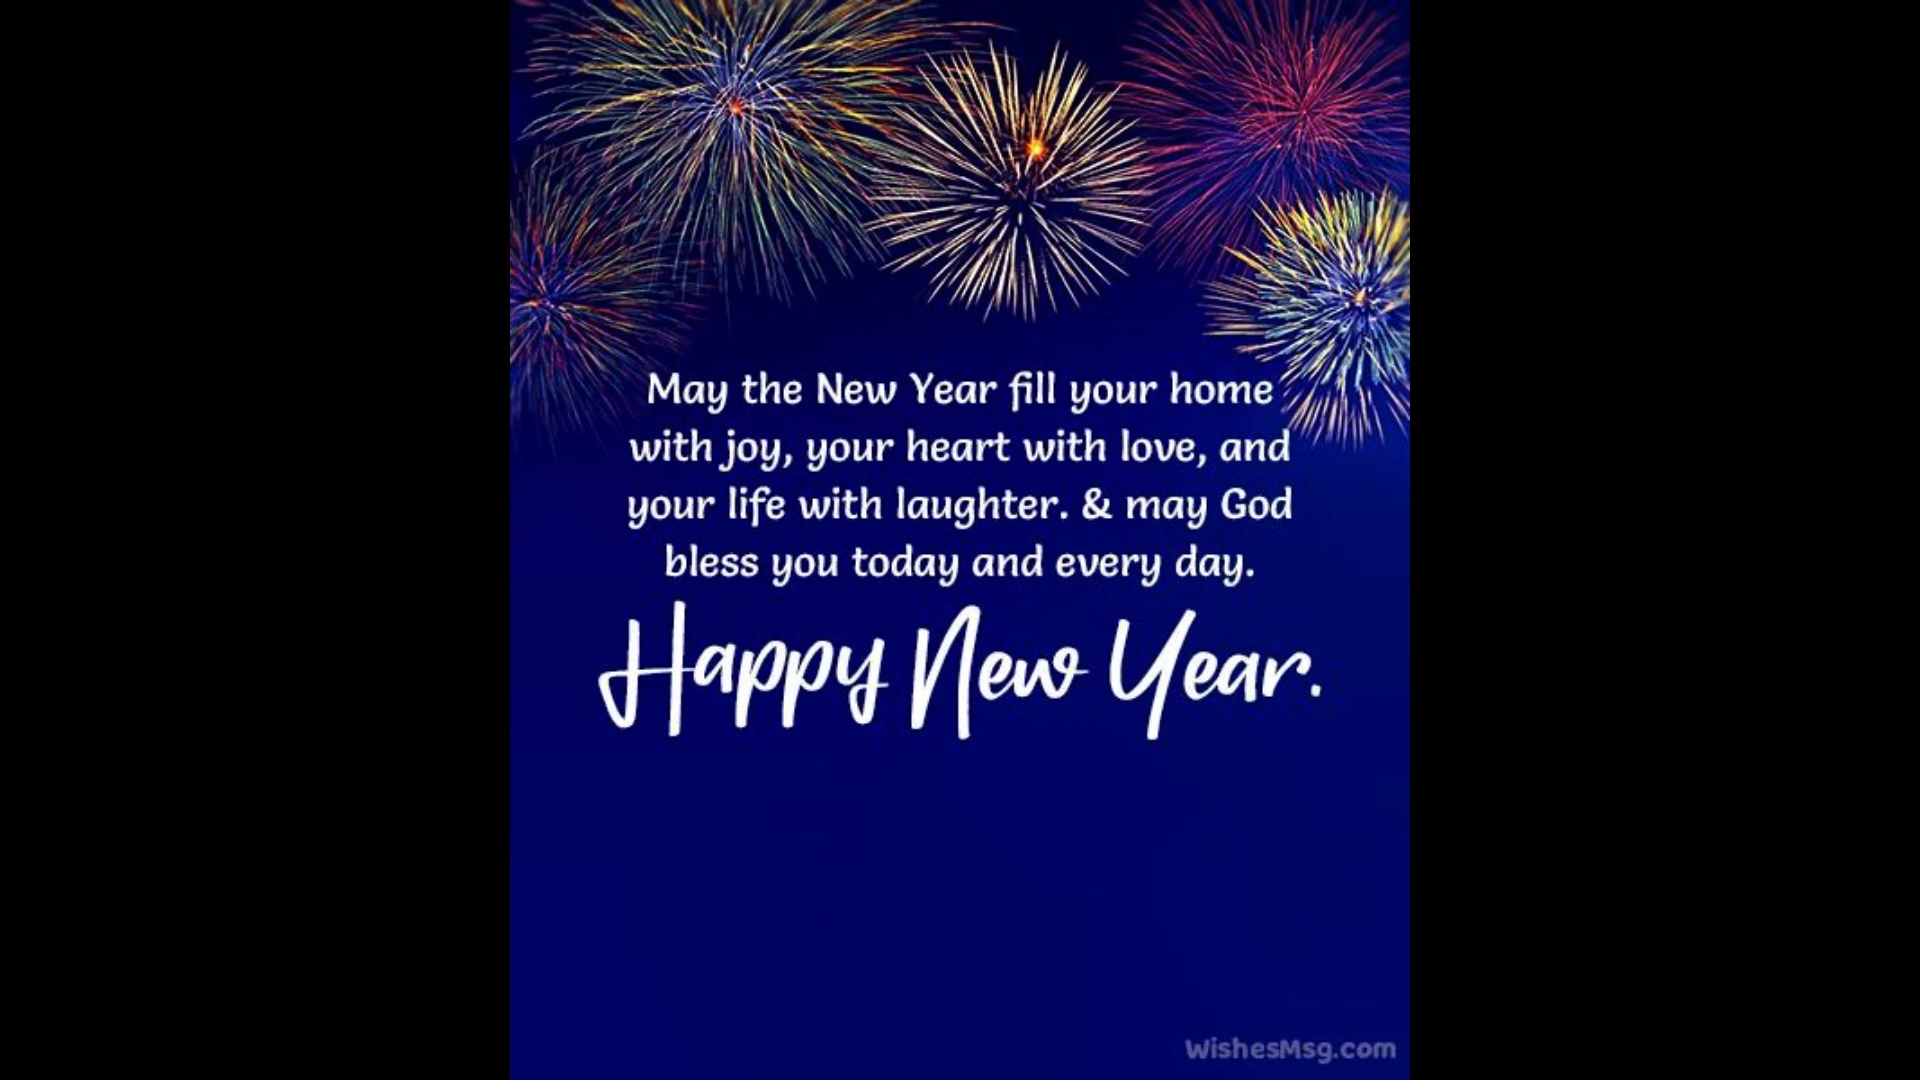 May the New Year fill your home
with joy, your heart with love, and
your life with laughter. & may God
bless you today and every day.
Happy New Year.
WishesMsg.com